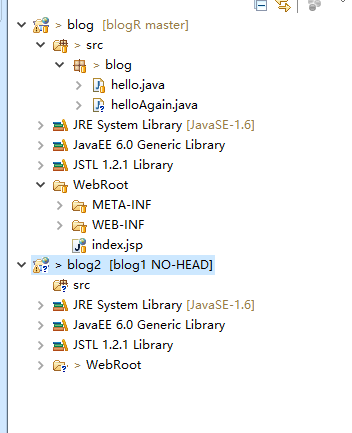 > blog [blogR master]
> src
> blog
hello.java
helloAgain.java
JRE System Library [JavaSE-1.6]
JavaEE 6.0 Generic Library
JSTL 1.2.1 Library
WebRoot
META-INF
WEB-INF
index.jsp
> blog2 [blog1 NO-HEAD]
src
JRE System Library [JavaSE-1.6]
JavaEE 6.0 Generic Library
JSTL 1.2.1 Library
> WebRoot